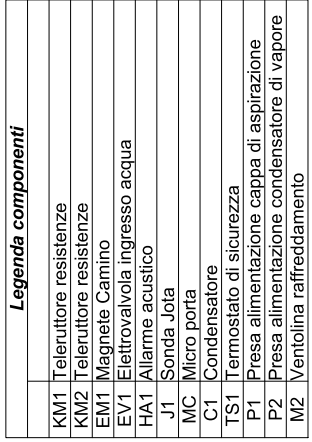 Legenda componenti
KM1 Teleruttore resistenze
KM2 Teleruttore resistenze
EM1 Magnete Camino
EV1 Elettrovalvola ingresso acqua
HA1 Allarme acustico
J1 Sonda Jota
MC Micro porta
C1 Condensatore
TS1 Termostato di sicurezza
P1 Presa alimentazione cappa di aspirazione
P2 Presa alimentazione condensatore di vapore
M2 Ventolina raffreddamento